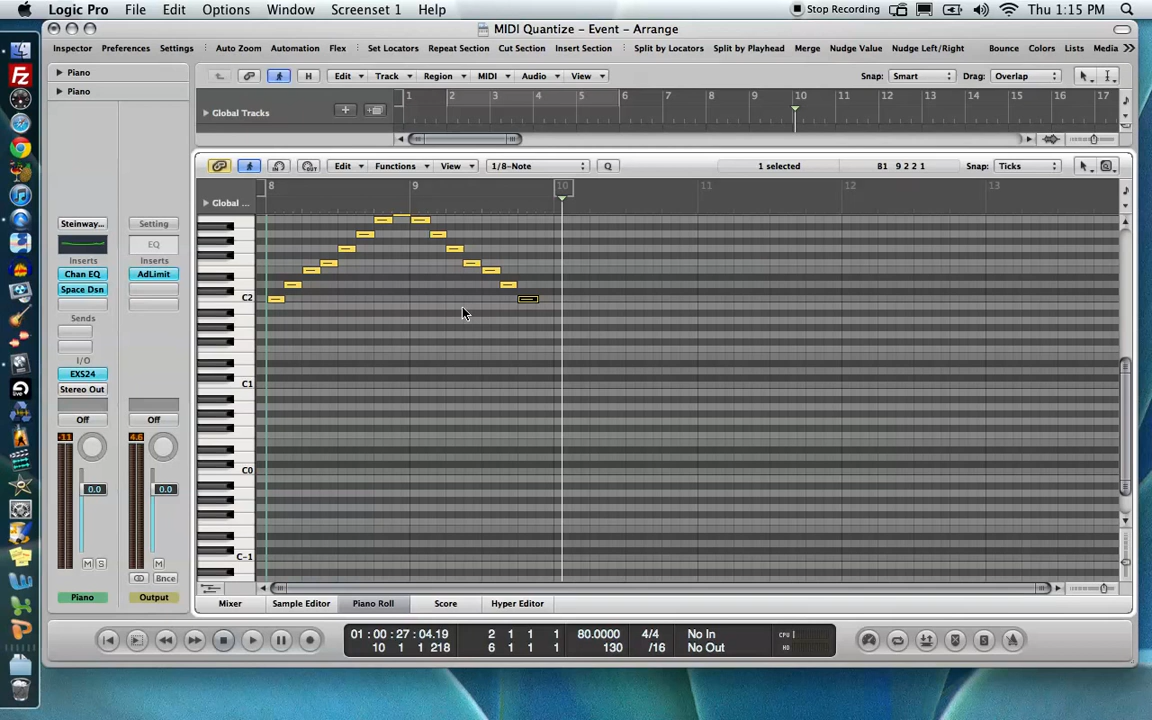 Logic Pro File Edit Options Window Screenset 1 Help Stop Recording Thu 1:15 PM
MIDI Quantize – Event – Arrange
Inspector Preferences Settings Auto Zoom Automation Flex Set Locators Repeat Section Cut Section Insert Section Split by Locators Split by Playhead Merge Nudge Value Nudge Left/Right Bounce Colors Lists Media
Piano
Piano
H Edit Track Region MIDI Audio View Snap: Smart Drag: Overlap
1 2 3 4 5 6 7 8 9 10 11 12 13 14 15 16 17
Global Tracks
Edit Functions View 1/8-Note Q 1 selected 81 9 2 2 1 Snap: Ticks
8 9 10 11 12 13
Global ...
Steinway... Setting
EQ
Inserts Inserts
Chan EQ AdLimit
Space Dsn
Sends
I/O
EXS24
Stereo Out
Off Off
-11 4.6
0.0 0.0
M S M
Bnce
Piano Output
C2
C1
C0
C-1
Mixer Sample Editor Piano Roll Score Hyper Editor
01 : 00 : 27 : 04.19 2 1 1 1 80.0000 4/4 No In CPU
10 1 1 218 6 1 1 1 130 /16 No Out HD